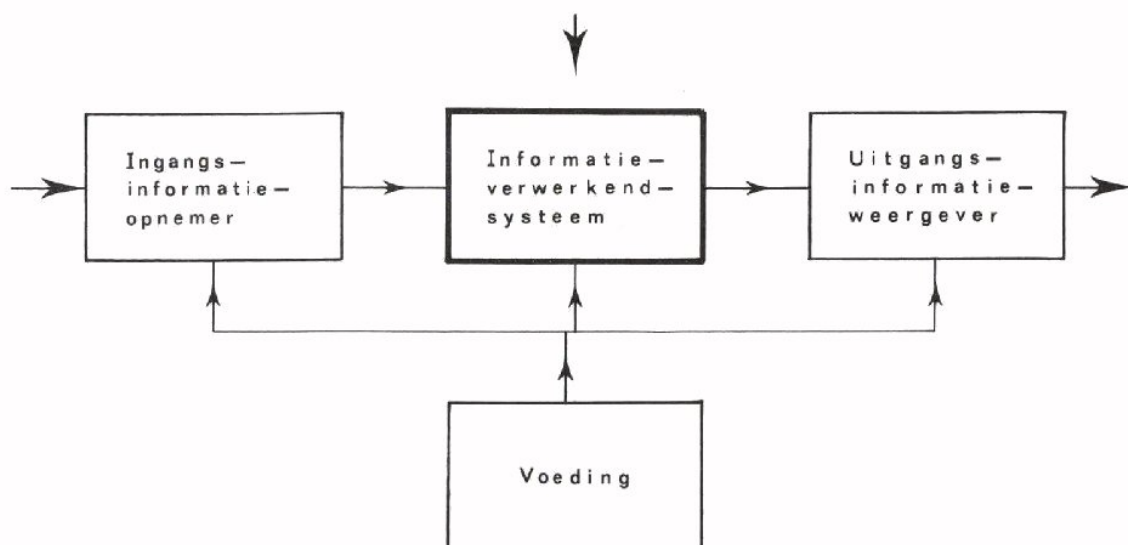 Ingangs—
informatie—
opnemer
Informatie—
verwerkend—
systeem
Uitgangs—
informatie—
weergever
Voeding